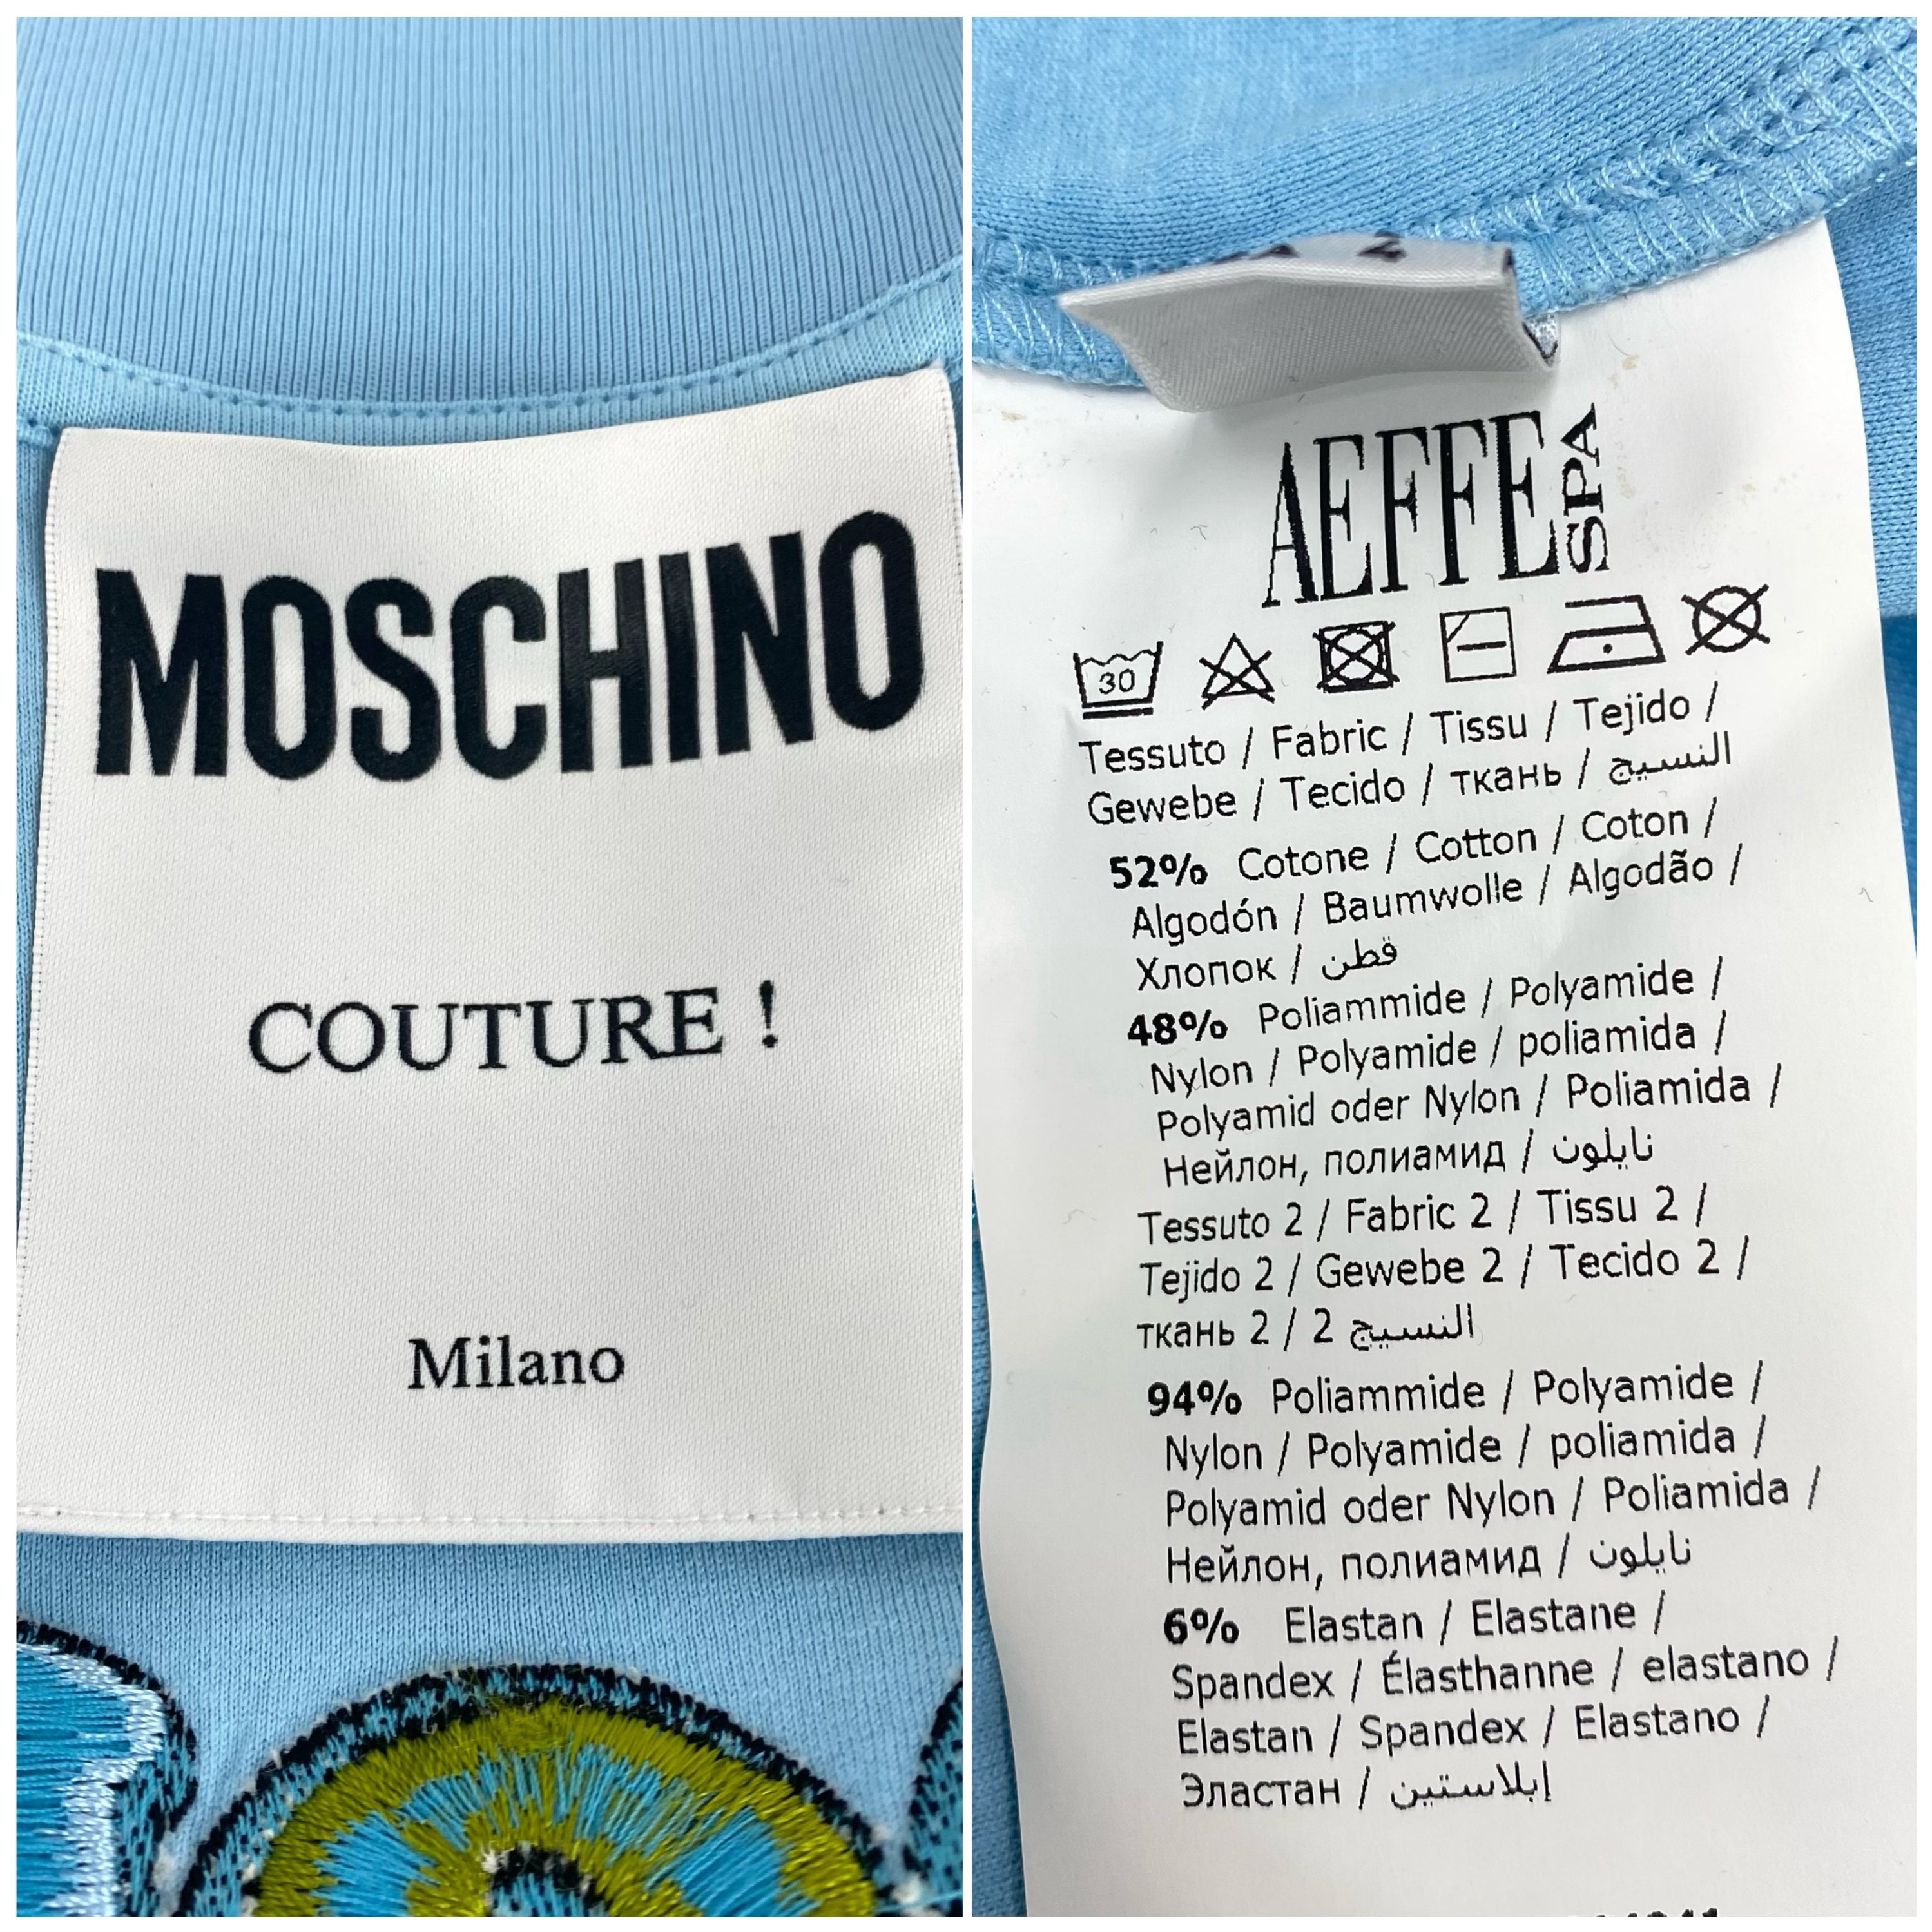 MOSCHINO
COUTURE !
Milano
AEFFE SPA
30
Tessuto / Fabric / Tissu / Tejido /
Gewebe / Tecido / ткань / النسيج
52% Cotone / Cotton / Coton /
Algodón / Baumwolle / Algodão /
Хлопок / قطن
48% Poliammide / Polyamide /
Nylon / Polyamide / poliamida /
Polyamid oder Nylon / Poliamida /
Нейлон, полиамид / نايلون
Tessuto 2 / Fabric 2 / Tissu 2 /
Tejido 2 / Gewebe 2 / Tecido 2 /
ткань 2 / 2 النسيج
94% Poliammide / Polyamide /
Nylon / Polyamide / poliamida /
Polyamid oder Nylon / Poliamida /
Нейлон, полиамид / نايلون
6% Elastan / Elastane /
Spandex / Élasthanne / elastano /
Elastan / Spandex / Elastano /
Эластан / إيلاستين